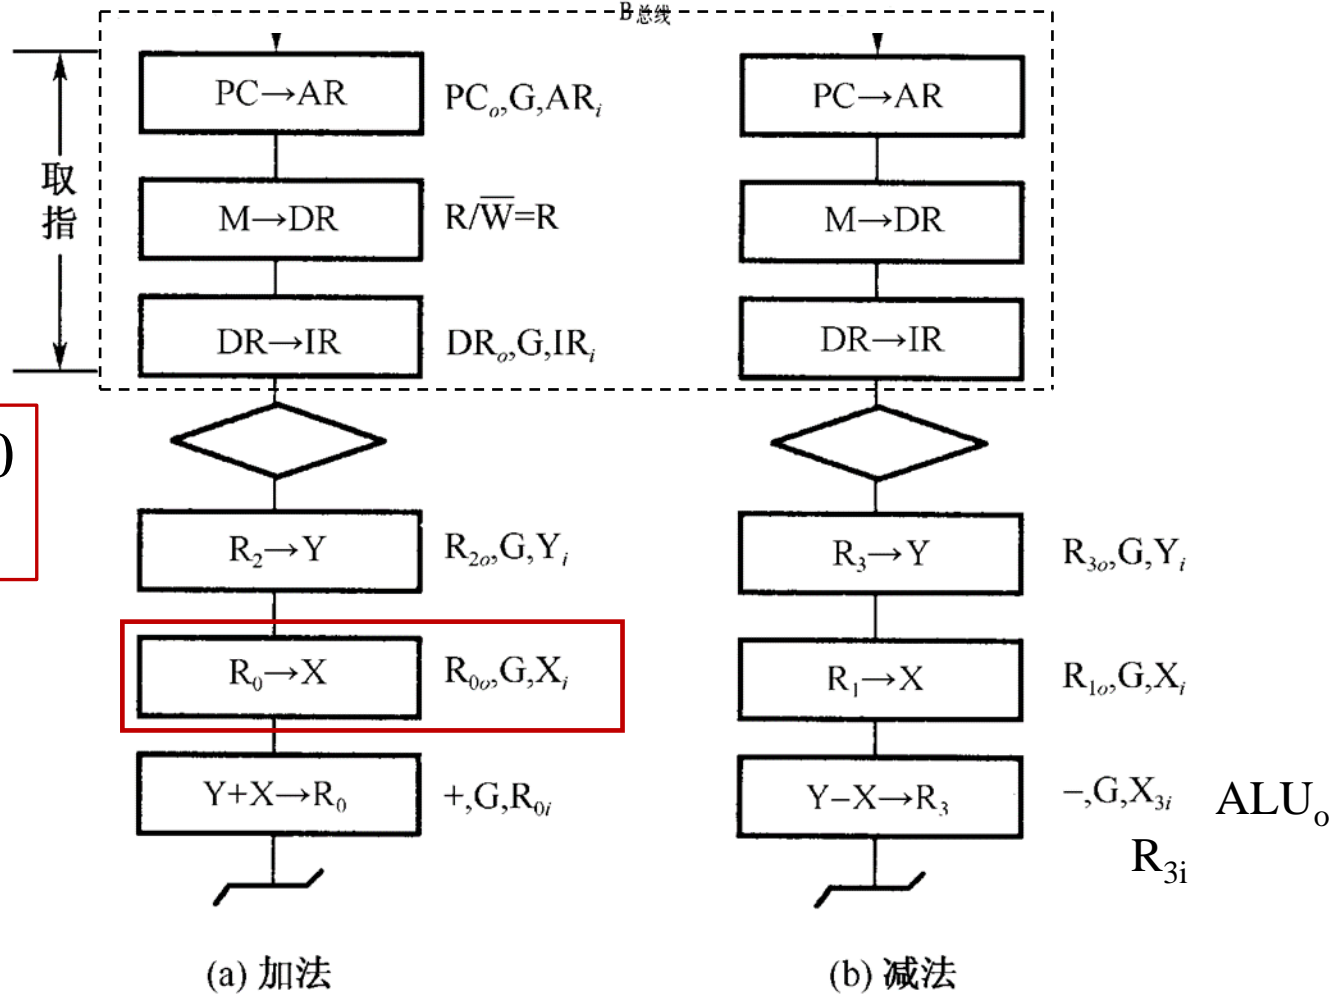 B总线
PC→AR
PCo,G,ARi
PC→AR
取
指
M→DR
R/W̅=R
M→DR
DR→IR
DRo,G,IRi
DR→IR
0
R2→Y
R2o,G,Yi
R3→Y
R3o,G,Yi
R0→X
R0o,G,Xi
R1→X
R1o,G,Xi
Y+X→R0
+,G,R0i
Y−X→R3
−,G,X3i
ALUo
R3i
(a) 加法
(b) 减法